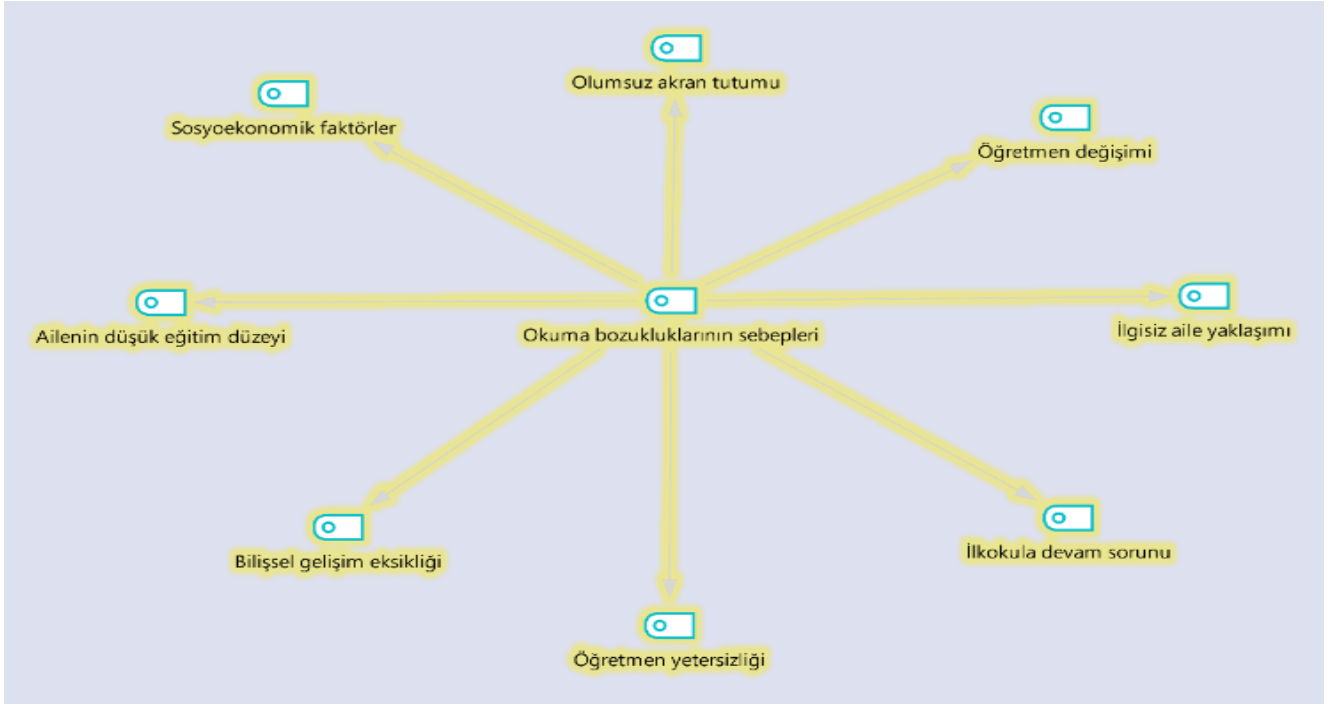 Olumsuz akran tutumu
Sosyoekonomik faktörler
Öğretmen değişimi
Ailenin düşük eğitim düzeyi
Okuma bozukluklarının sebepleri
İlgisiz aile yaklaşımı
Bilişsel gelişim eksikliği
İlkokula devam sorunu
Öğretmen yetersizliği